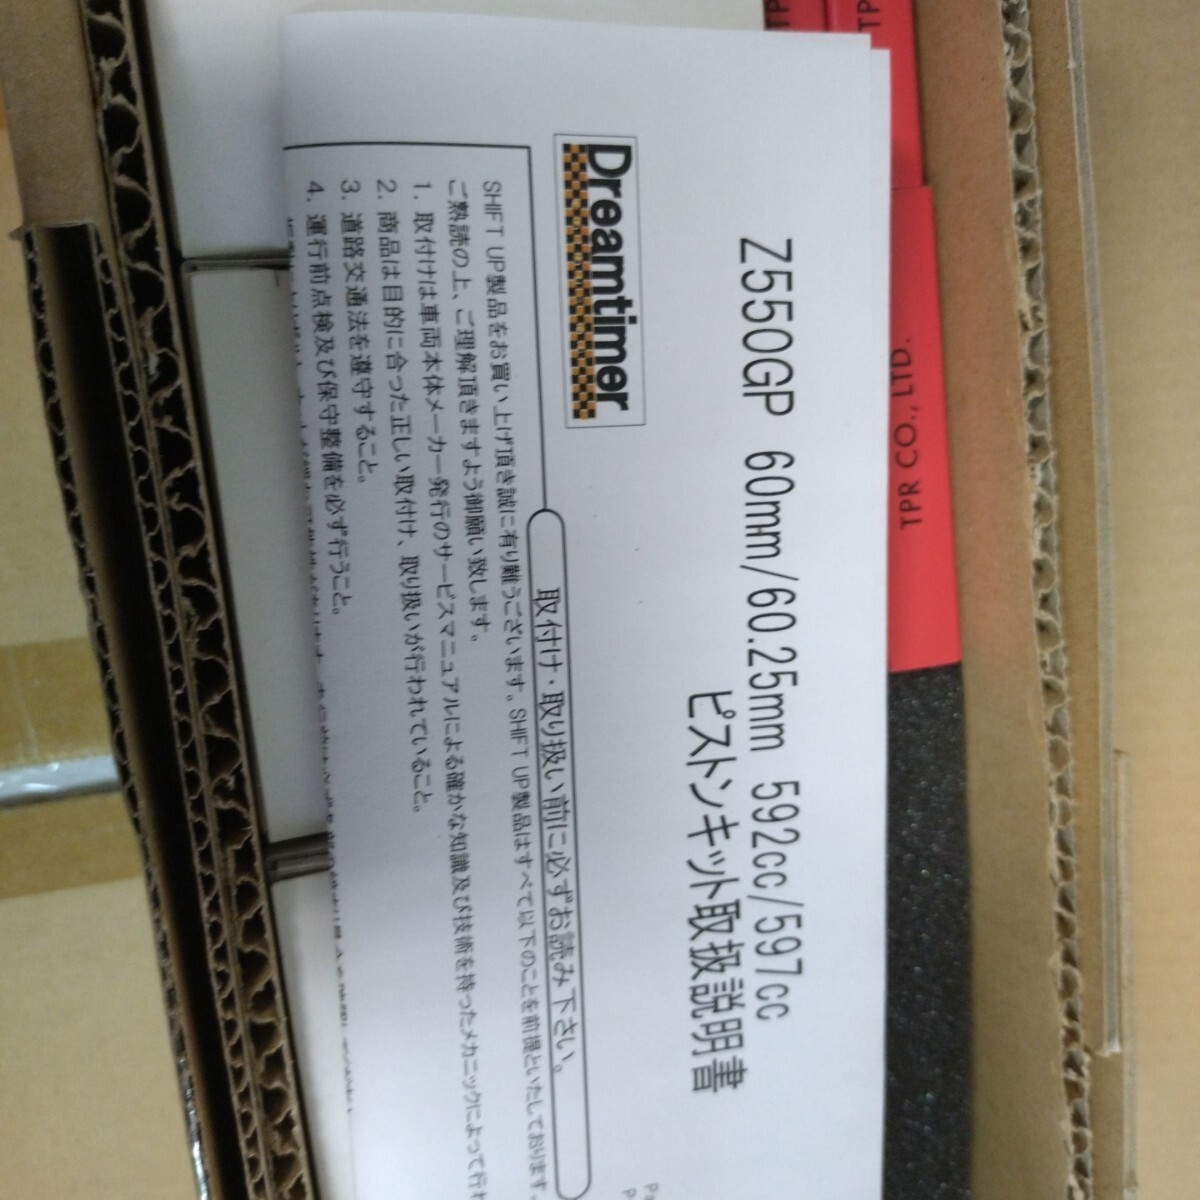 Z550GP 60mm/60.25mm 592cc/597cc
ピストンキット取扱説明書
Dreamtimer
取付け・取り扱い前に必ずお読み下さい。
SHIFT UP製品をお買い上げ頂き誠に有り難うございます。SHIFT UP製品はすべて以下のことを前提といたしております。
ご熟読の上、ご理解頂きますよう御願い致します。
1. 取付けは車両本体メーカー発行のサービスマニュアルによる確かな知識及び技術を持ったメカニックによって行わ
2. 商品は目的に合った正しい取付け、取り扱いが行われていること。
3. 道路交通法を遵守すること。
4. 運行前点検及び保守整備を必ず行うこと。
TPR CO., LTD.
TP
TP